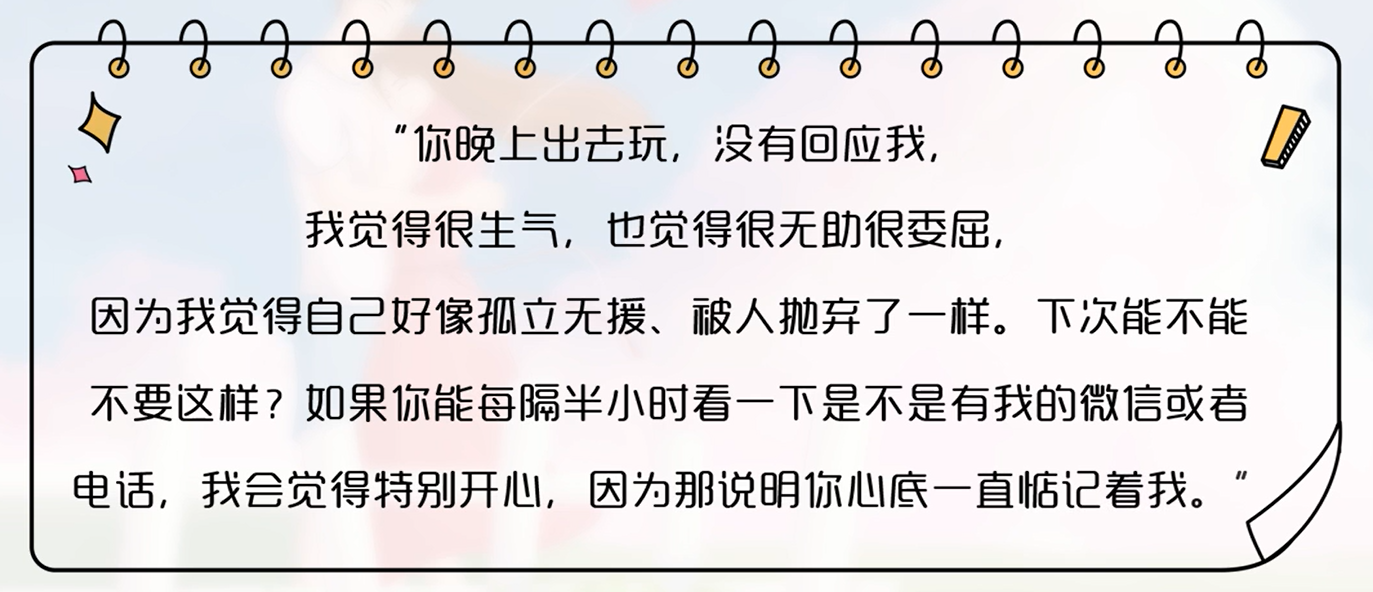 “你晚上出去玩，没有回应我，
我觉得很生气，也觉得很无助很委屈，
因为我觉得自己好像孤立无援、被人抛弃了一样。下次能不能
不要这样？如果你能每隔半小时看一下是不是有我的微信或者
电话，我会觉得特别开心，因为那说明你心底一直惦记着我。”